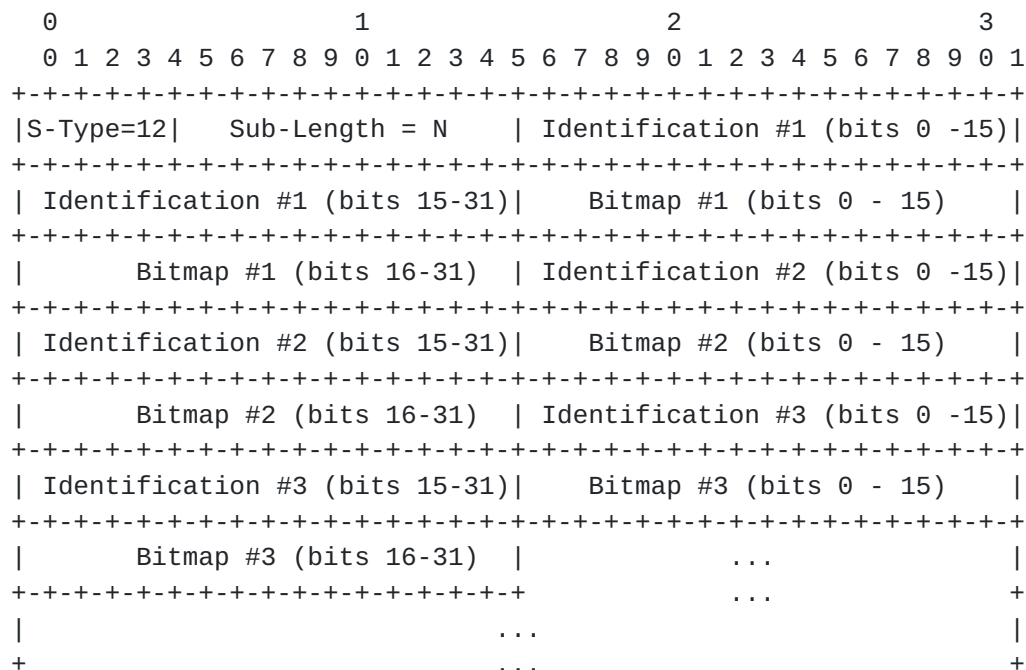 0                   1                   2                   3
 0 1 2 3 4 5 6 7 8 9 0 1 2 3 4 5 6 7 8 9 0 1 2 3 4 5 6 7 8 9 0 1
+-+-+-+-+-+-+-+-+-+-+-+-+-+-+-+-+-+-+-+-+-+-+-+-+-+-+-+-+-+-+-+-+
|S-Type=12|   Sub-Length = N    | Identification #1 (bits 0 -15)|
+-+-+-+-+-+-+-+-+-+-+-+-+-+-+-+-+-+-+-+-+-+-+-+-+-+-+-+-+-+-+-+-+
| Identification #1 (bits 15-31)|    Bitmap #1 (bits 0 - 15)    |
+-+-+-+-+-+-+-+-+-+-+-+-+-+-+-+-+-+-+-+-+-+-+-+-+-+-+-+-+-+-+-+-+
|       Bitmap #1 (bits 16-31)  | Identification #2 (bits 0 -15)|
+-+-+-+-+-+-+-+-+-+-+-+-+-+-+-+-+-+-+-+-+-+-+-+-+-+-+-+-+-+-+-+-+
| Identification #2 (bits 15-31)|    Bitmap #2 (bits 0 - 15)    |
+-+-+-+-+-+-+-+-+-+-+-+-+-+-+-+-+-+-+-+-+-+-+-+-+-+-+-+-+-+-+-+-+
|       Bitmap #2 (bits 16-31)  | Identification #3 (bits 0 -15)|
+-+-+-+-+-+-+-+-+-+-+-+-+-+-+-+-+-+-+-+-+-+-+-+-+-+-+-+-+-+-+-+-+
| Identification #3 (bits 15-31)|    Bitmap #3 (bits 0 - 15)    |
+-+-+-+-+-+-+-+-+-+-+-+-+-+-+-+-+-+-+-+-+-+-+-+-+-+-+-+-+-+-+-+-+
|       Bitmap #3 (bits 16-31)  |             ...               |
+-+-+-+-+-+-+-+-+-+-+-+-+-+-+-+-+             ...               +
|                              ...                              |
+                              ...                              +